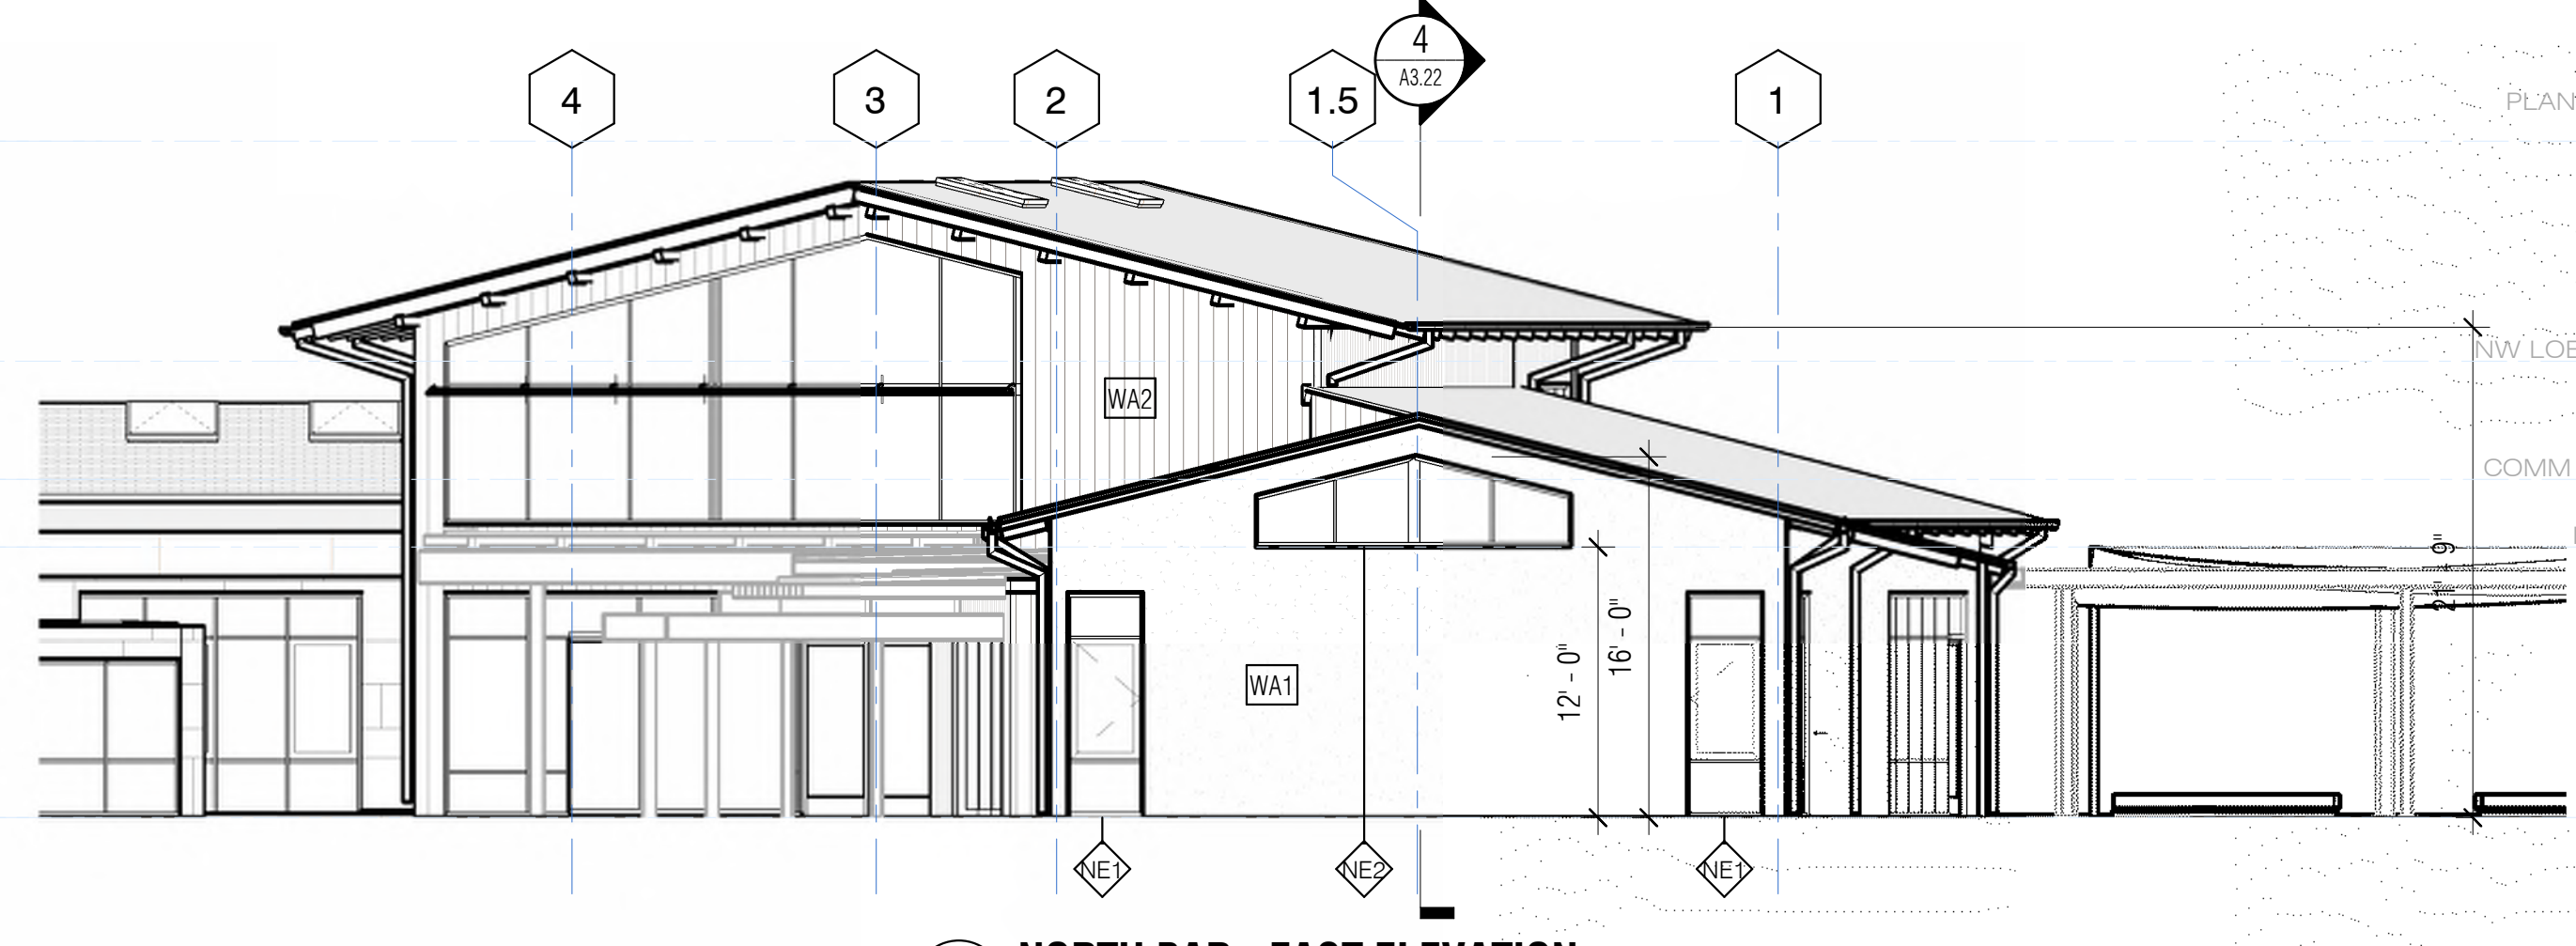 4
3
2
1.5
4
A3.22
1
PLAN
NW LOB
COMM
WA2
WA1
12' - 0"
16' - 0"
NE1
NE2
NE1